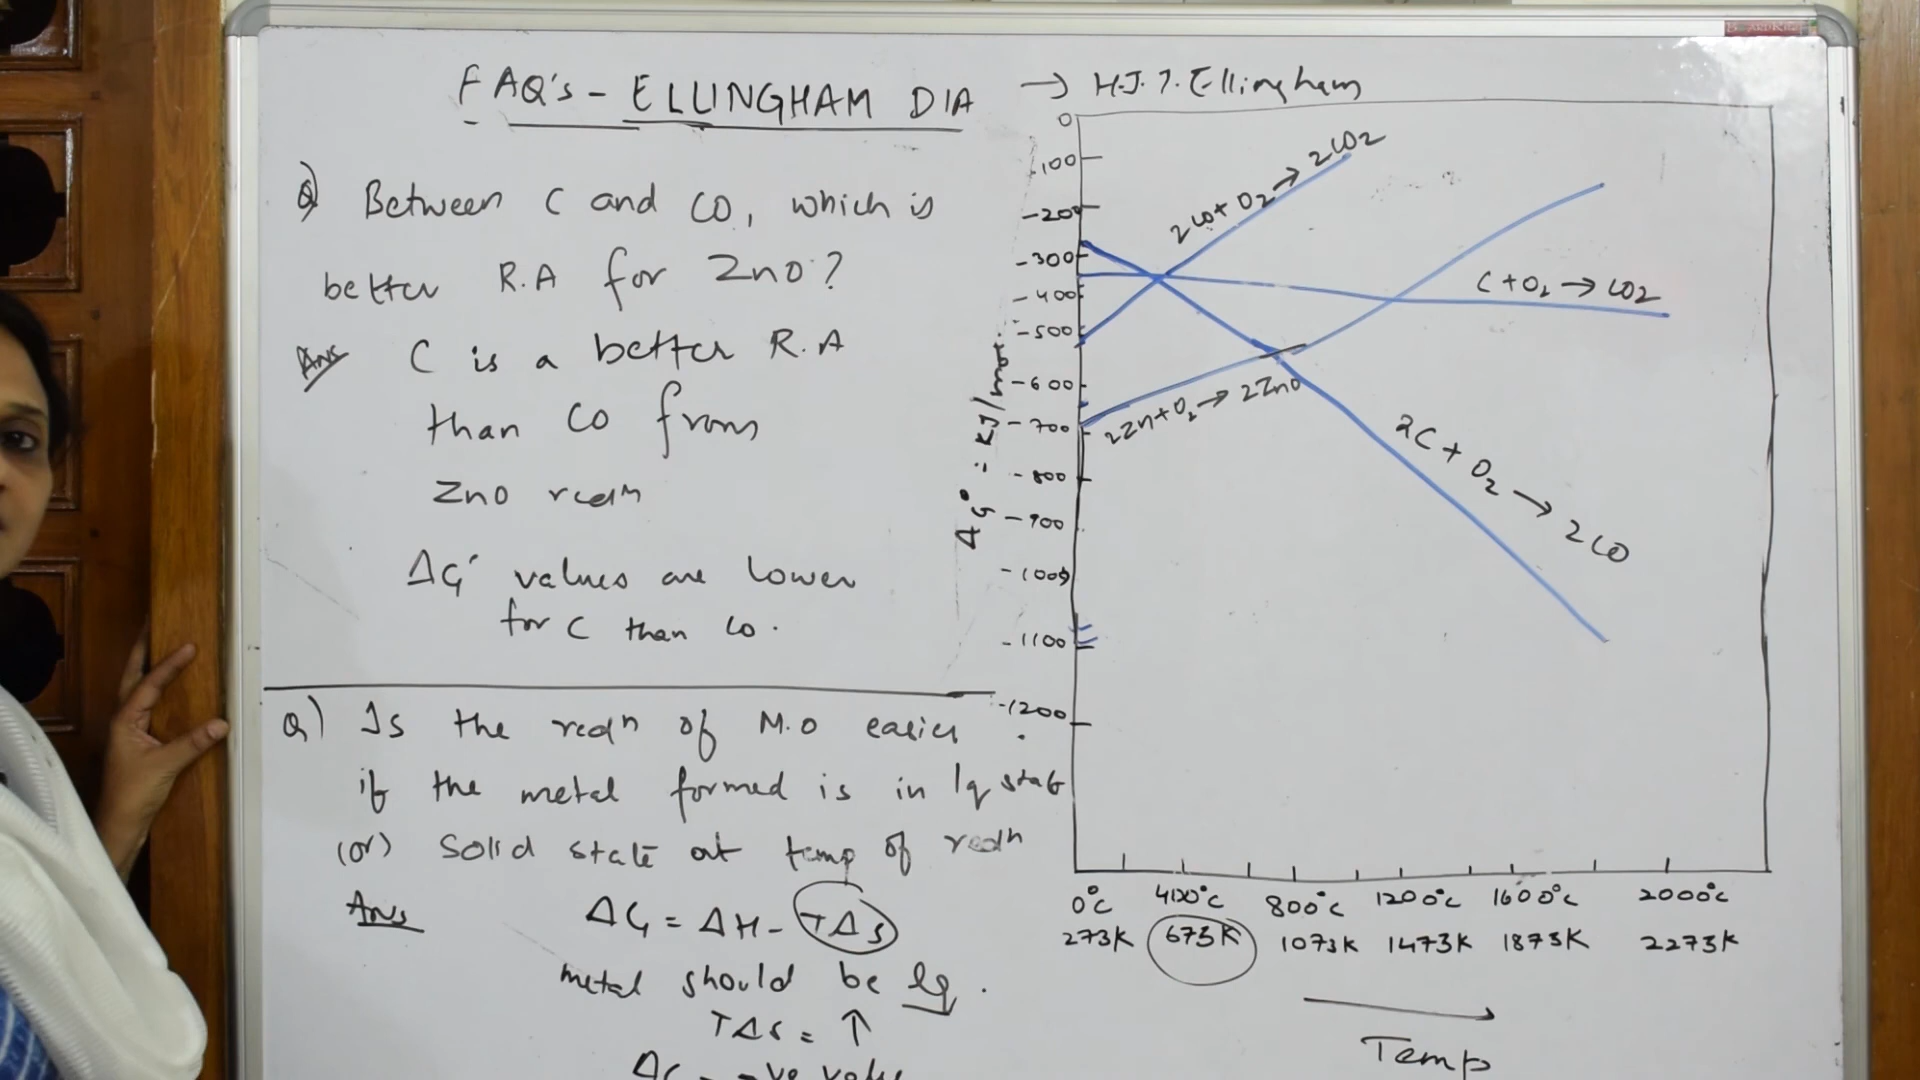 FAQ's - ELLINGHAM DIA → H.J.T. Ellingham
Q) Between C and CO, which is
better R.A for ZnO?
Ans C is a better R.A
than CO from
ZnO redn
ΔG° values are lower
for C than CO.
Q) Is the redn of M.O easier
if the metal formed is in lq state
(or) solid state at temp of redn
Ans ΔG = ΔH - TΔS
metal should be lq.
TΔS = ↑
ΔG = -ve value
0
-100
-200
-300
-400
-500
-600
-700
-800
-900
-1000
-1100
-1200
ΔG° = KJ/mol
2CO + O2 → 2CO2
C + O2 → CO2
2Zn + O2 → 2ZnO
2C + O2 → 2CO
0°C 400°C 800°C 1200°C 1600°C 2000°C
273K 673K 1073K 1473K 1873K 2273K
Temp